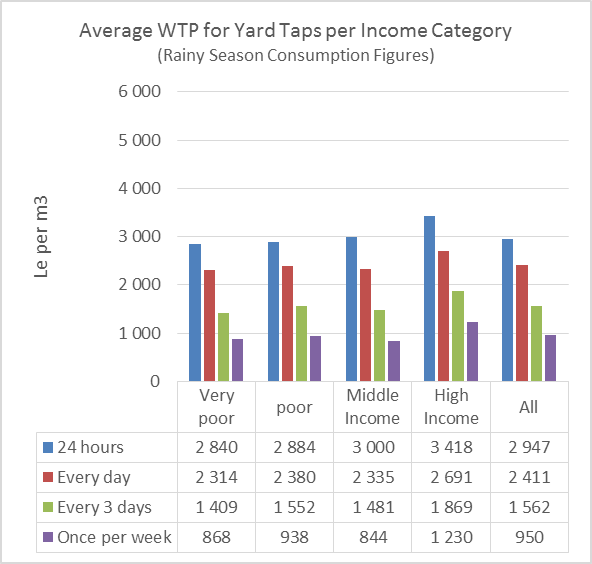 Average WTP for Yard Taps per Income Category
(Rainy Season Consumption Figures)
Le per m3
6 000
5 000
4 000
3 000
2 000
1 000
0
Very poor
poor
Middle Income
High Income
All
24 hours 2 840 2 884 3 000 3 418 2 947
Every day 2 314 2 380 2 335 2 691 2 411
Every 3 days 1 409 1 552 1 481 1 869 1 562
Once per week 868 938 844 1 230 950